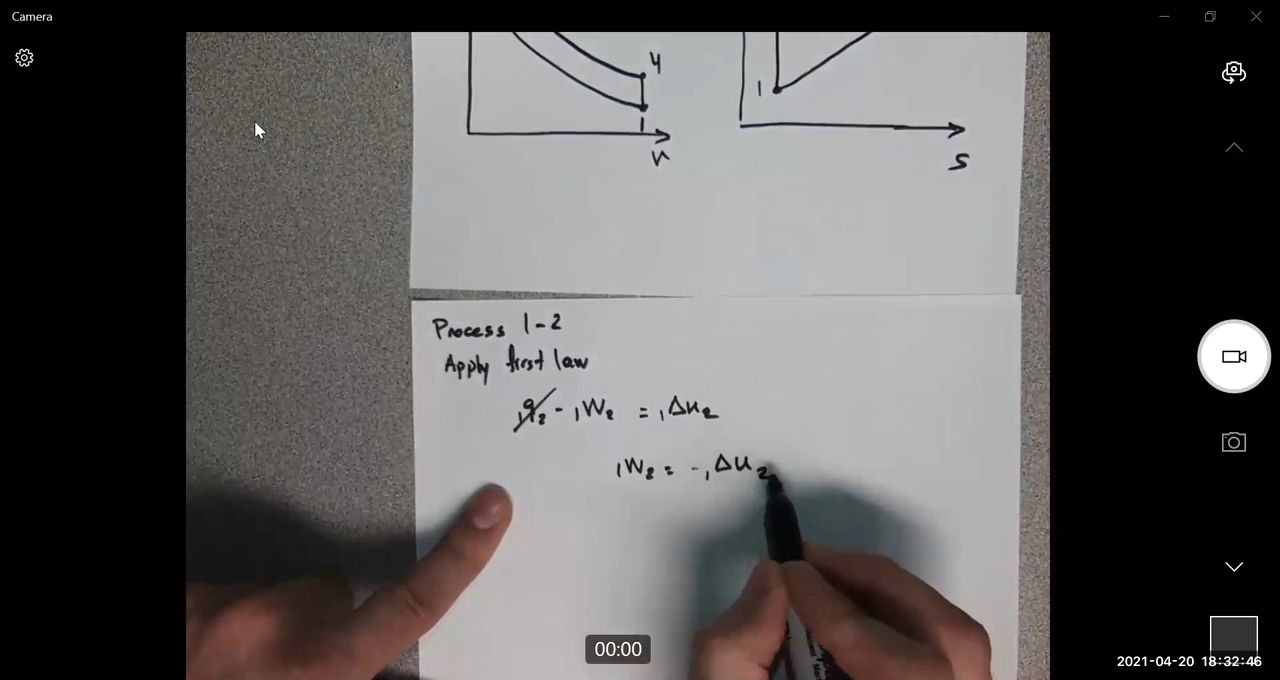 Camera
4
1
1
v
s
Process 1-2
Apply first law
₁q₂ - ₁W₂ = ₁Δu₂
₁W₂ = -₁Δu₂
00:00
2021-04-20 18:32:46